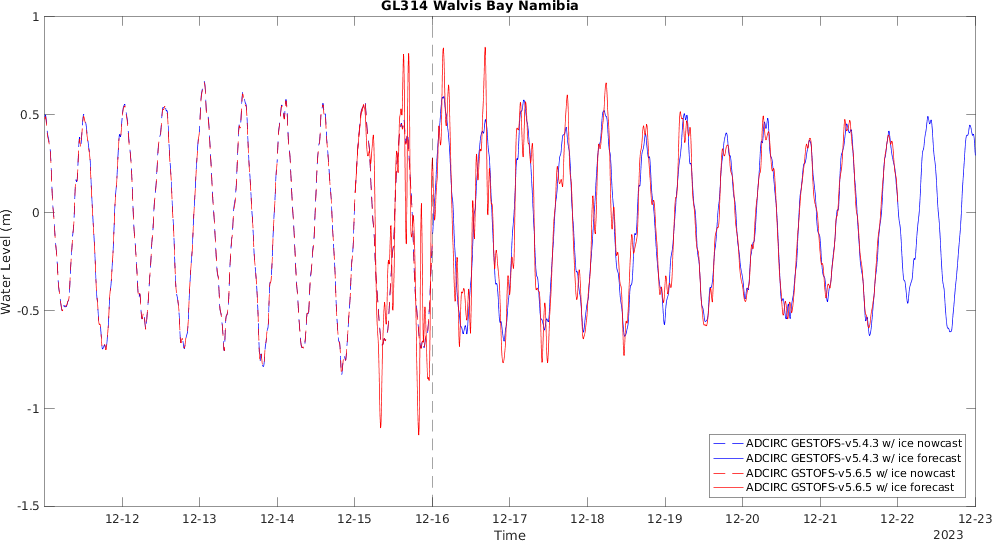 GL314 Walvis Bay Namibia
1
0.5
0
-0.5
-1
-1.5
Water Level (m)
12-12
12-13
12-14
12-15
12-16
12-17
12-18
12-19
12-20
12-21
12-22
12-23
Time
2023
ADCIRC GESTOFS-v5.4.3 w/ ice nowcast
ADCIRC GESTOFS-v5.4.3 w/ ice forecast
ADCIRC GSTOFS-v5.6.5 w/ ice nowcast
ADCIRC GSTOFS-v5.6.5 w/ ice forecast